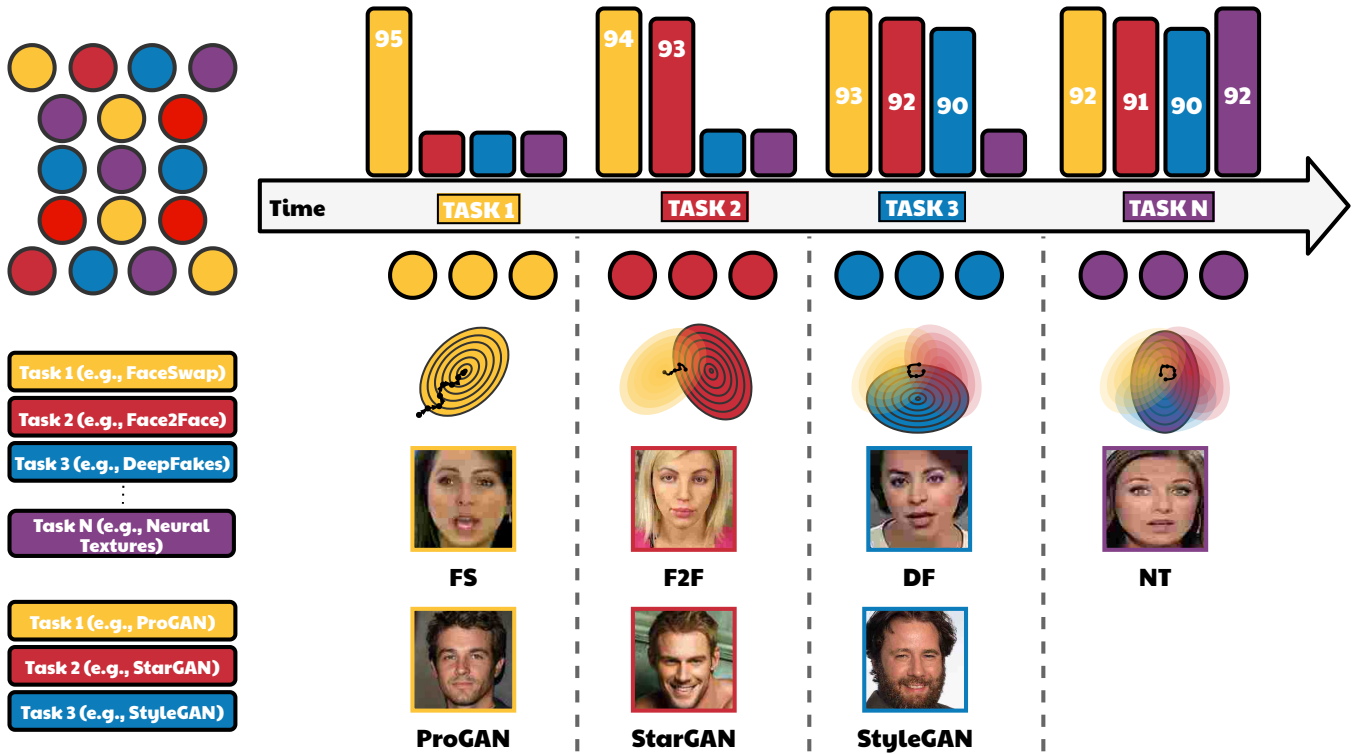 95
94
93
93
92
90
92
91
90
92
Time
TASK 1
TASK 2
TASK 3
TASK N
Task 1 (e.g., FaceSwap)
Task 2 (e.g., Face2Face)
Task 3 (e.g., DeepFakes)
Task N (e.g., Neural
Textures)
FS
F2F
DF
NT
Task 1 (e.g., ProGAN)
Task 2 (e.g., StarGAN)
Task 3 (e.g., StyleGAN)
ProGAN
StarGAN
StyleGAN